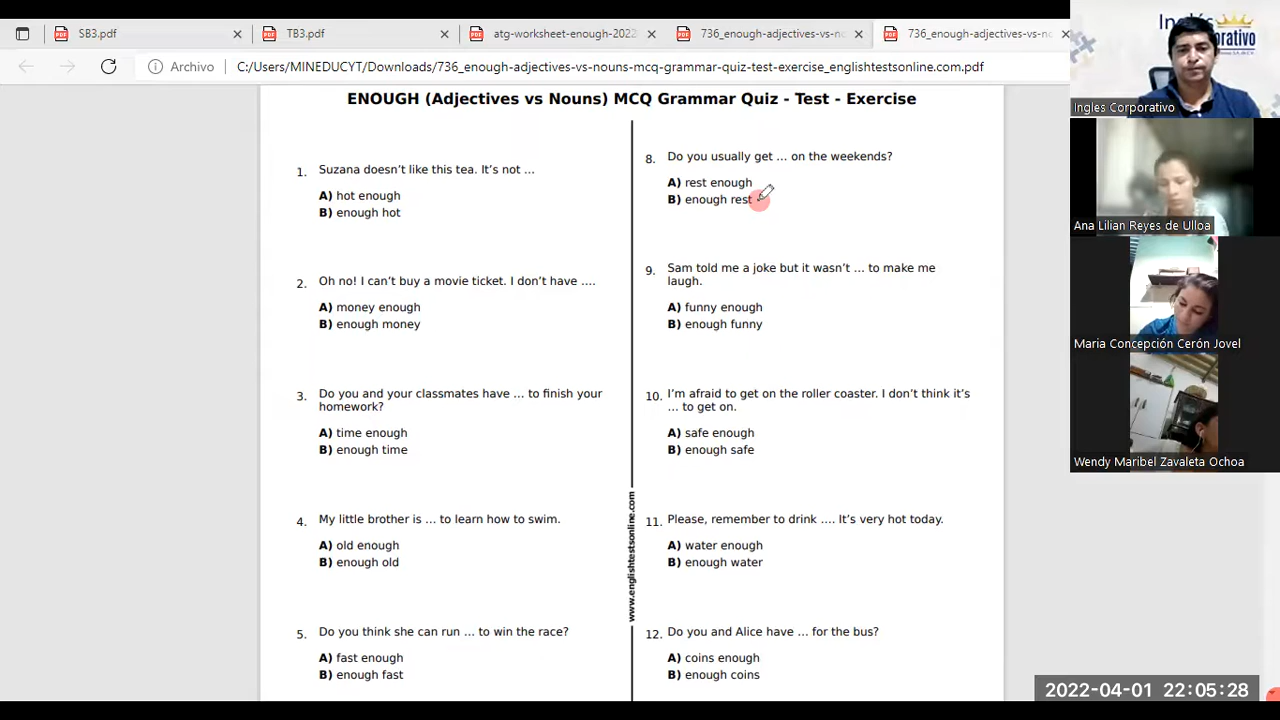 SB3.pdf
TB3.pdf
atg-worksheet-enough-2022
736_enough-adjectives-vs-no
736_enough-adjectives-vs-no
Archivo
C:/Users/MINEDUCYT/Downloads/736_enough-adjectives-vs-nouns-mcq-grammar-quiz-test-exercise_englishtestsonline.com.pdf
ENOUGH (Adjectives vs Nouns) MCQ Grammar Quiz - Test - Exercise
1. Suzana doesn't like this tea. It's not ...
A) hot enough
B) enough hot
2. Oh no! I can't buy a movie ticket. I don't have ....
A) money enough
B) enough money
3. Do you and your classmates have ... to finish your
homework?
A) time enough
B) enough time
4. My little brother is ... to learn how to swim.
A) old enough
B) enough old
5. Do you think she can run ... to win the race?
A) fast enough
B) enough fast
www.englishtestsonline.com
8. Do you usually get ... on the weekends?
A) rest enough
B) enough rest
9. Sam told me a joke but it wasn't ... to make me
laugh.
A) funny enough
B) enough funny
10. I'm afraid to get on the roller coaster. I don't think it's
... to get on.
A) safe enough
B) enough safe
11. Please, remember to drink .... It's very hot today.
A) water enough
B) enough water
12. Do you and Alice have ... for the bus?
A) coins enough
B) enough coins
Ingles Corporativo
Ana Lilian Reyes de Ulloa
Maria Concepción Cerón Jovel
Wendy Maribel Zavaleta Ochoa
2022-04-01 22:05:28